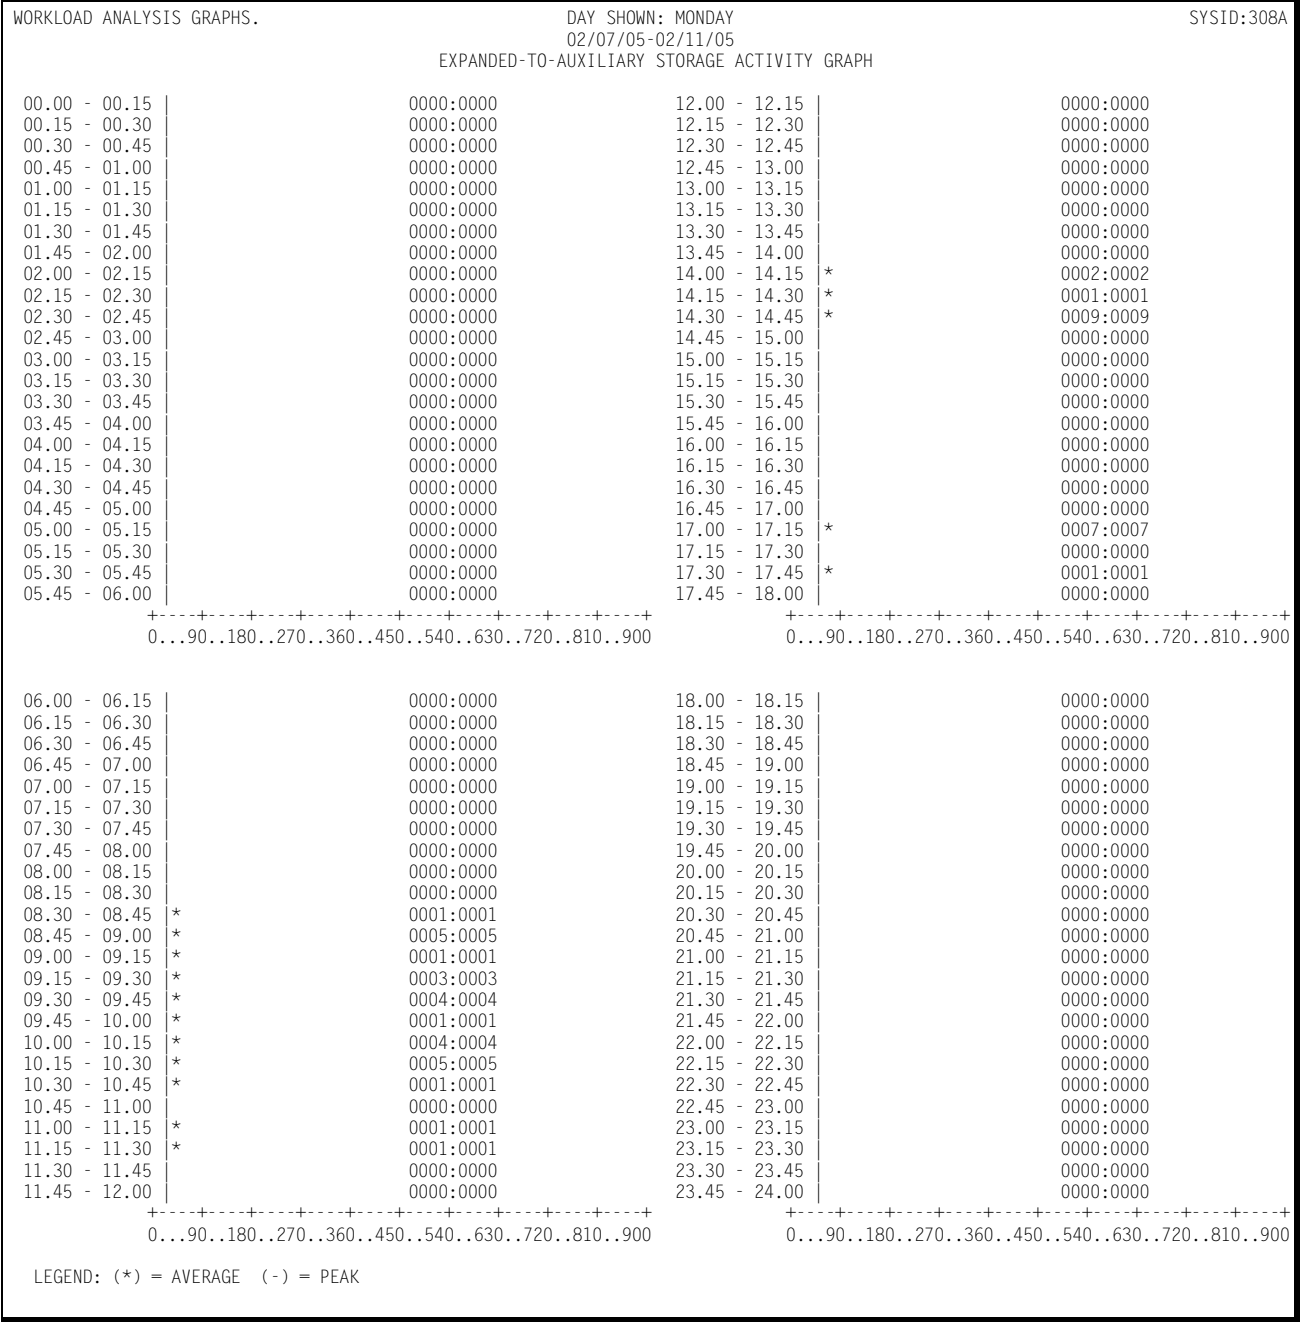 WORKLOAD ANALYSIS GRAPHS. DAY SHOWN: MONDAY SYSID:308A
02/07/05-02/11/05
EXPANDED-TO-AUXILIARY STORAGE ACTIVITY GRAPH
00.00 - 00.15 | 0000:0000 12.00 - 12.15 | 0000:0000
00.15 - 00.30 | 0000:0000 12.15 - 12.30 | 0000:0000
00.30 - 00.45 | 0000:0000 12.30 - 12.45 | 0000:0000
00.45 - 01.00 | 0000:0000 12.45 - 13.00 | 0000:0000
01.00 - 01.15 | 0000:0000 13.00 - 13.15 | 0000:0000
01.15 - 01.30 | 0000:0000 13.15 - 13.30 | 0000:0000
01.30 - 01.45 | 0000:0000 13.30 - 13.45 | 0000:0000
01.45 - 02.00 | 0000:0000 13.45 - 14.00 | 0000:0000
02.00 - 02.15 | 0000:0000 14.00 - 14.15 |* 0002:0002
02.15 - 02.30 | 0000:0000 14.15 - 14.30 |* 0001:0001
02.30 - 02.45 | 0000:0000 14.30 - 14.45 |* 0009:0009
02.45 - 03.00 | 0000:0000 14.45 - 15.00 | 0000:0000
03.00 - 03.15 | 0000:0000 15.00 - 15.15 | 0000:0000
03.15 - 03.30 | 0000:0000 15.15 - 15.30 | 0000:0000
03.30 - 03.45 | 0000:0000 15.30 - 15.45 | 0000:0000
03.45 - 04.00 | 0000:0000 15.45 - 16.00 | 0000:0000
04.00 - 04.15 | 0000:0000 16.00 - 16.15 | 0000:0000
04.15 - 04.30 | 0000:0000 16.15 - 16.30 | 0000:0000
04.30 - 04.45 | 0000:0000 16.30 - 16.45 | 0000:0000
04.45 - 05.00 | 0000:0000 16.45 - 17.00 | 0000:0000
05.00 - 05.15 | 0000:0000 17.00 - 17.15 |* 0007:0007
05.15 - 05.30 | 0000:0000 17.15 - 17.30 | 0000:0000
05.30 - 05.45 | 0000:0000 17.30 - 17.45 |* 0001:0001
05.45 - 06.00 | 0000:0000 17.45 - 18.00 | 0000:0000
+----+----+----+----+----+----+----+----+----+----+ +----+----+----+----+----+----+----+----+----+----+
0...90..180..270..360..450..540..630..720..810..900 0...90..180..270..360..450..540..630..720..810..900
06.00 - 06.15 | 0000:0000 18.00 - 18.15 | 0000:0000
06.15 - 06.30 | 0000:0000 18.15 - 18.30 | 0000:0000
06.30 - 06.45 | 0000:0000 18.30 - 18.45 | 0000:0000
06.45 - 07.00 | 0000:0000 18.45 - 19.00 | 0000:0000
07.00 - 07.15 | 0000:0000 19.00 - 19.15 | 0000:0000
07.15 - 07.30 | 0000:0000 19.15 - 19.30 | 0000:0000
07.30 - 07.45 | 0000:0000 19.30 - 19.45 | 0000:0000
07.45 - 08.00 | 0000:0000 19.45 - 20.00 | 0000:0000
08.00 - 08.15 | 0000:0000 20.00 - 20.15 | 0000:0000
08.15 - 08.30 | 0000:0000 20.15 - 20.30 | 0000:0000
08.30 - 08.45 |* 0001:0001 20.30 - 20.45 | 0000:0000
08.45 - 09.00 |* 0005:0005 20.45 - 21.00 | 0000:0000
09.00 - 09.15 |* 0001:0001 21.00 - 21.15 | 0000:0000
09.15 - 09.30 |* 0003:0003 21.15 - 21.30 | 0000:0000
09.30 - 09.45 |* 0004:0004 21.30 - 21.45 | 0000:0000
09.45 - 10.00 |* 0001:0001 21.45 - 22.00 | 0000:0000
10.00 - 10.15 |* 0004:0004 22.00 - 22.15 | 0000:0000
10.15 - 10.30 |* 0005:0005 22.15 - 22.30 | 0000:0000
10.30 - 10.45 |* 0001:0001 22.30 - 22.45 | 0000:0000
10.45 - 11.00 | 0000:0000 22.45 - 23.00 | 0000:0000
11.00 - 11.15 |* 0001:0001 23.00 - 23.15 | 0000:0000
11.15 - 11.30 |* 0001:0001 23.15 - 23.30 | 0000:0000
11.30 - 11.45 | 0000:0000 23.30 - 23.45 | 0000:0000
11.45 - 12.00 | 0000:0000 23.45 - 24.00 | 0000:0000
+----+----+----+----+----+----+----+----+----+----+ +----+----+----+----+----+----+----+----+----+----+
0...90..180..270..360..450..540..630..720..810..900 0...90..180..270..360..450..540..630..720..810..900
LEGEND: (*) = AVERAGE (-) = PEAK